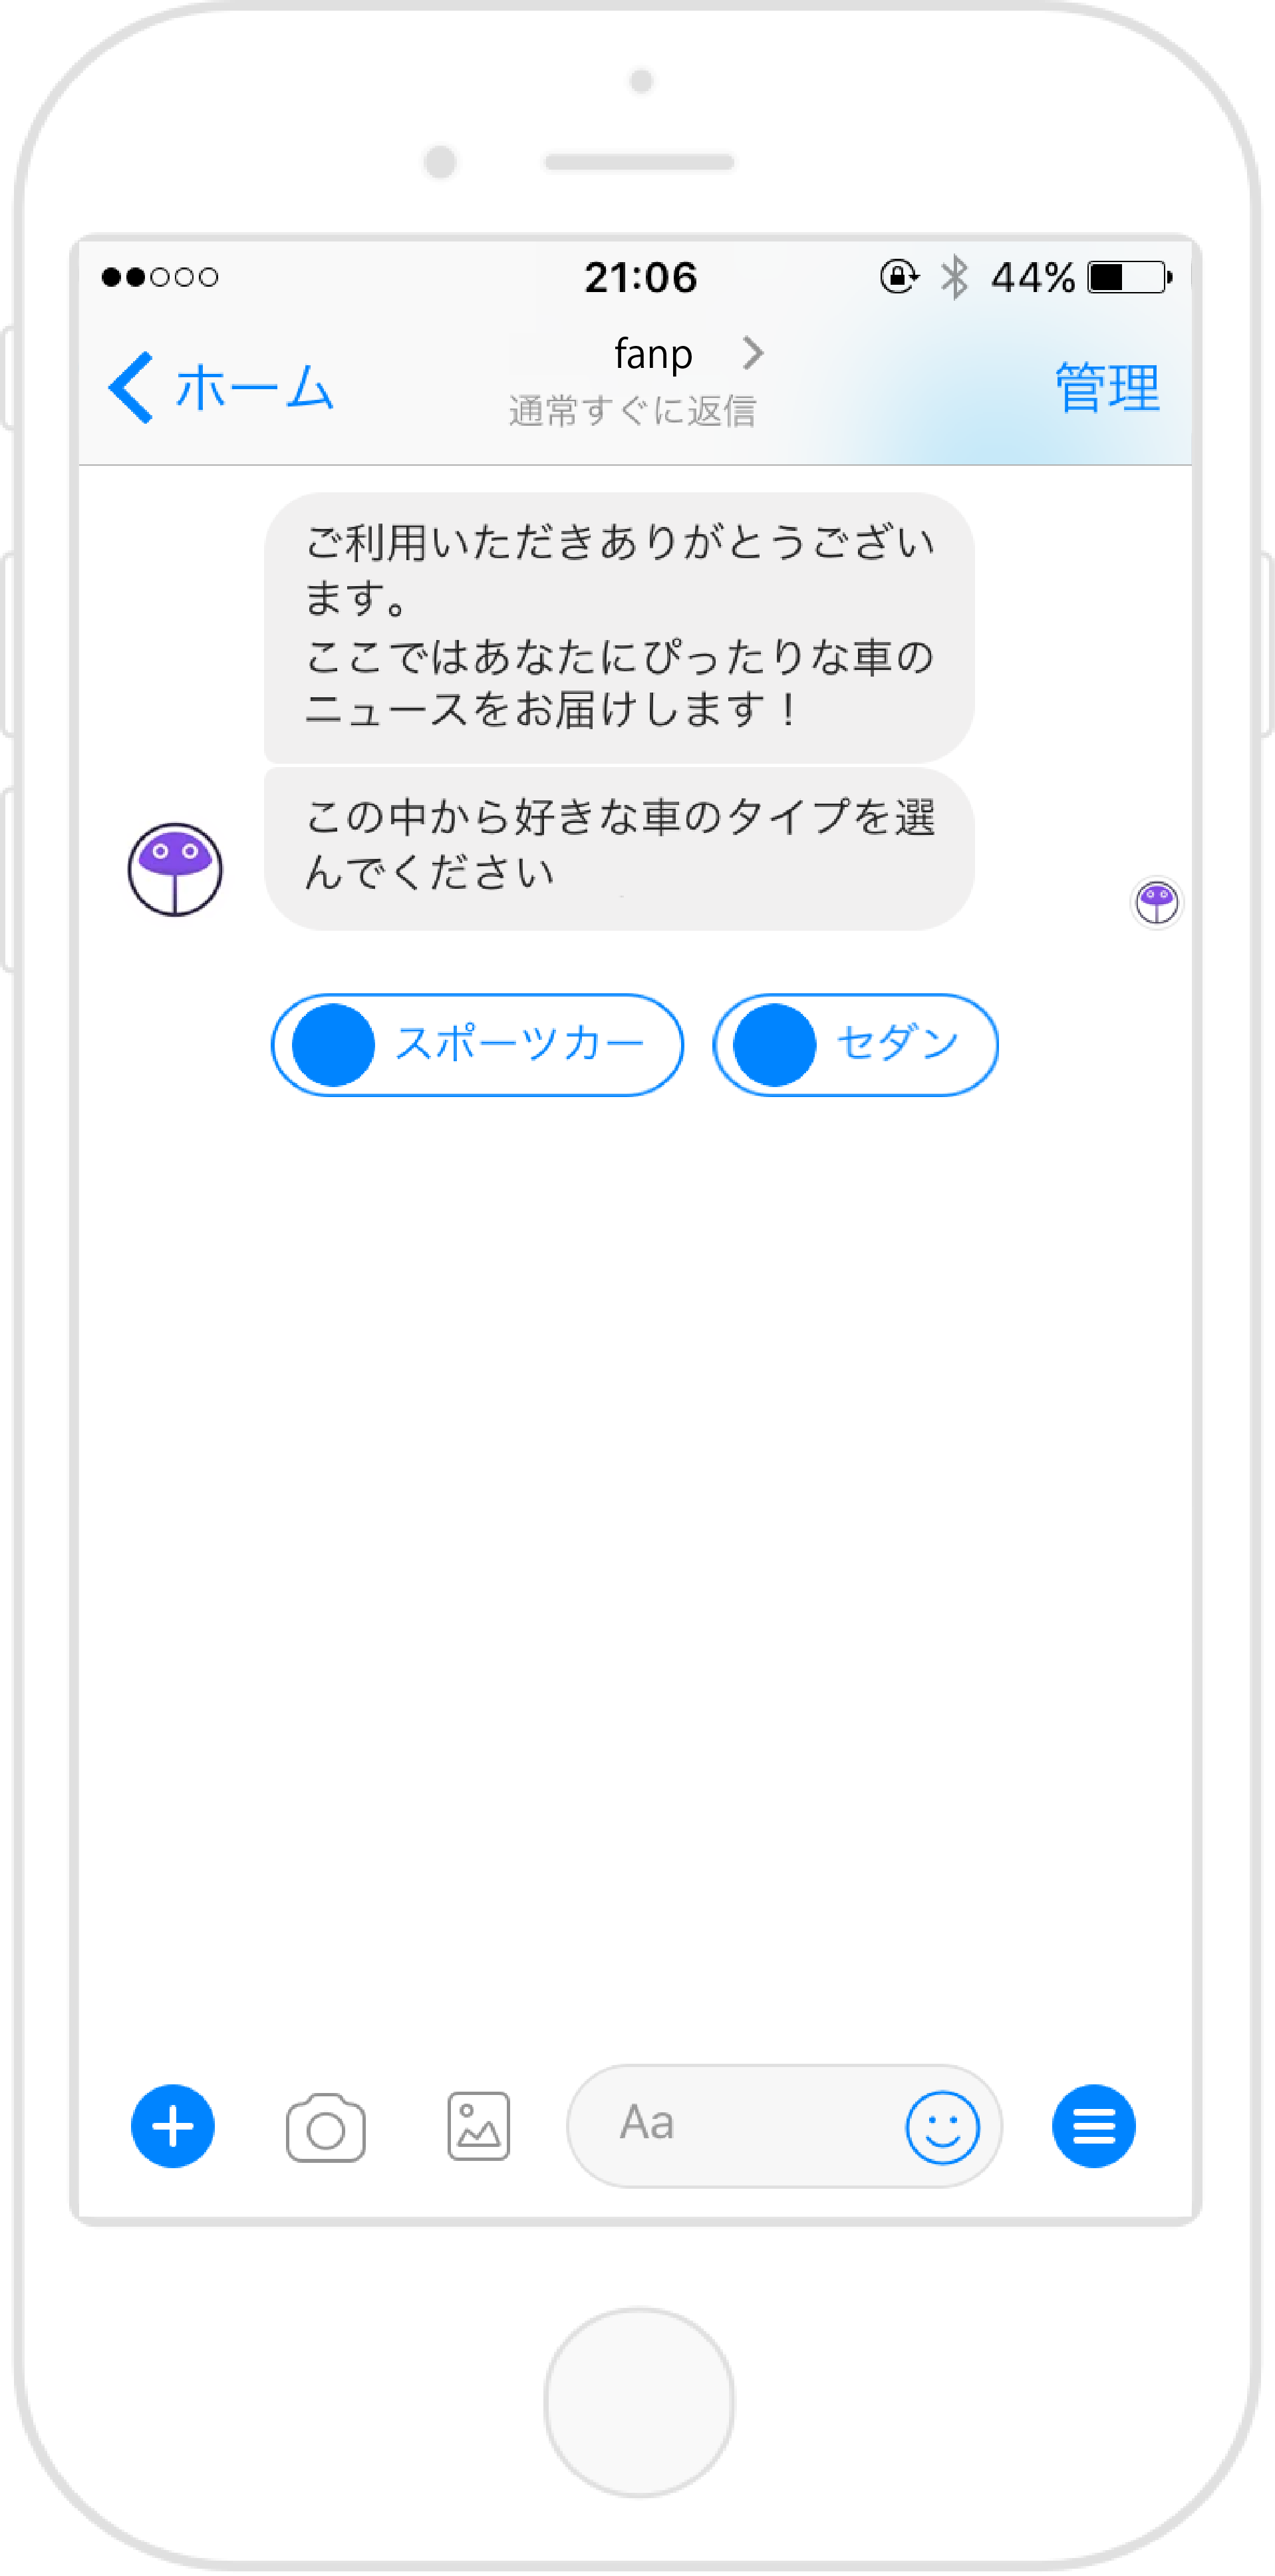 21:06
44%
ホーム
fanp
管理
通常すぐに返信
ご利用いただきありがとうござい
ます。
ここではあなたにぴったりな車の
ニュースをお届けします！
この中から好きな車のタイプを選
んでください
スポーツカー
セダン
Aa